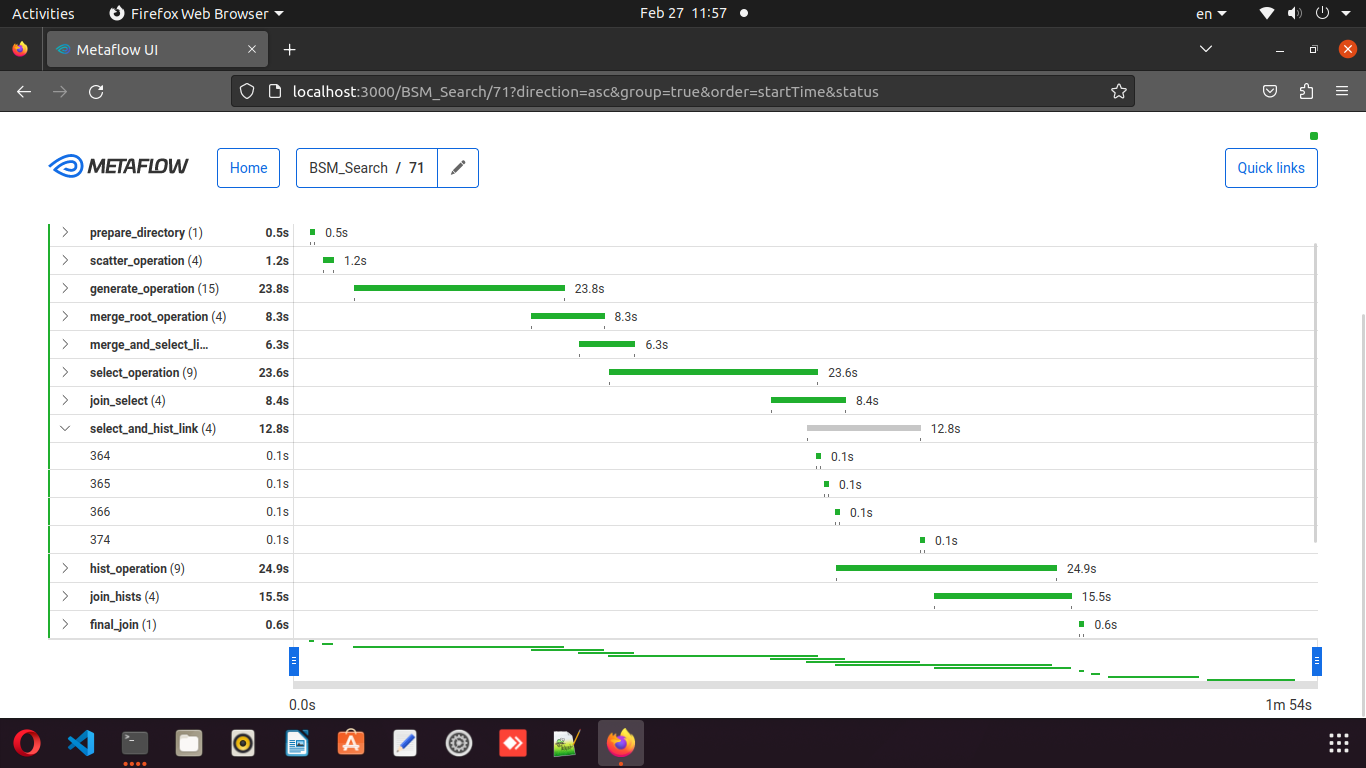 Activities Firefox Web Browser Feb 27 11:57 en
Metaflow UI
localhost:3000/BSM_Search/71?direction=asc&group=true&order=startTime&status
METAFLOW Home BSM_Search / 71 Quick links
prepare_directory (1) 0.5s 0.5s
scatter_operation (4) 1.2s 1.2s
generate_operation (15) 23.8s 23.8s
merge_root_operation (4) 8.3s 8.3s
merge_and_select_li... 6.3s 6.3s
select_operation (9) 23.6s 23.6s
join_select (4) 8.4s 8.4s
select_and_hist_link (4) 12.8s 12.8s
364 0.1s 0.1s
365 0.1s 0.1s
366 0.1s 0.1s
374 0.1s 0.1s
hist_operation (9) 24.9s 24.9s
join_hists (4) 15.5s 15.5s
final_join (1) 0.6s 0.6s
0.0s 1m 54s